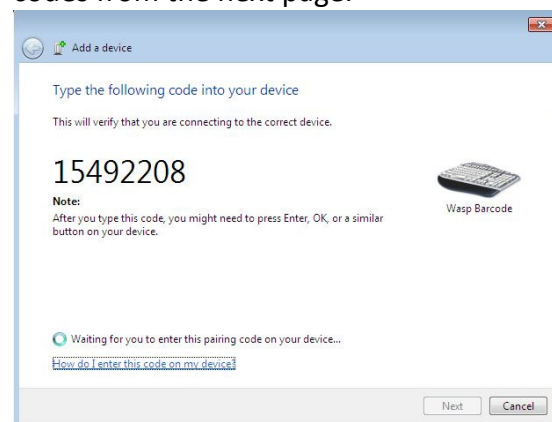 codes from the next page.
Add a device
Type the following code into your device
This will verify that you are connecting to the correct device.
15492208
Note:
After you type this code, you might need to press Enter, OK, or a similar
button on your device.
Wasp Barcode
Waiting for you to enter this pairing code on your device...
How do I enter this code on my device?
Next Cancel